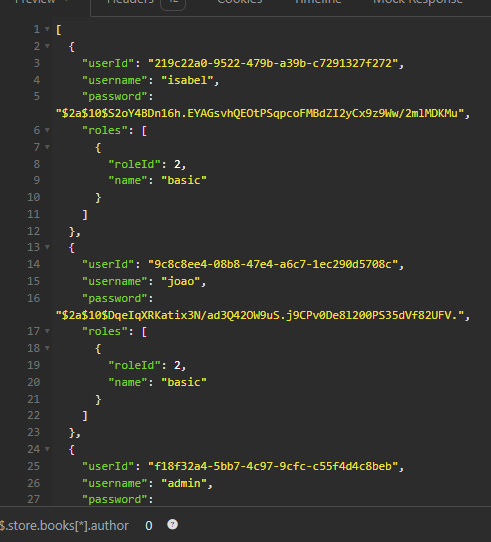 Preview Headers 12 Cookies Timeline Mock Response
1 [
2 {
3 "userId": "219c22a0-9522-479b-a39b-c7291327f272",
4 "username": "isabel",
5 "password":
"$2a$10$S2oY4BDn16h.EYAGsvhQEOtPSqpcoFMBdZI2yCx9z9Ww/2mlMDKMu",
6 "roles": [
7 {
8 "roleId": 2,
9 "name": "basic"
10 }
11 ]
12 },
13 {
14 "userId": "9c8c8ee4-08b8-47e4-a6c7-1ec290d5708c",
15 "username": "joao",
16 "password":
"$2a$10$DqeIqXRKatix3N/ad3Q42OW9uS.j9CPv0De8l200PS35dVf82UFV.",
17 "roles": [
18 {
19 "roleId": 2,
20 "name": "basic"
21 }
22 ]
23 },
24 {
25 "userId": "f18f32a4-5bb7-4c97-9cfc-c55f4d4c8beb",
26 "username": "admin",
27 "password":
$.store.books[*].author 0 ?